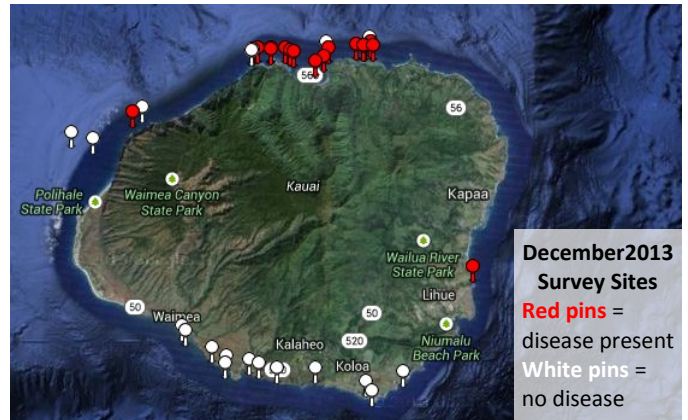 560
56
Kauai
Waimea Canyon
State Park
Polihale
State Park
Kapaa
Wailua River
State Park
Lihue
50
Waimea
50
Kalaheo
520
Niumalu
Beach Park
Koloa
December2013
Survey Sites
Red pins =
disease present
White pins =
no disease